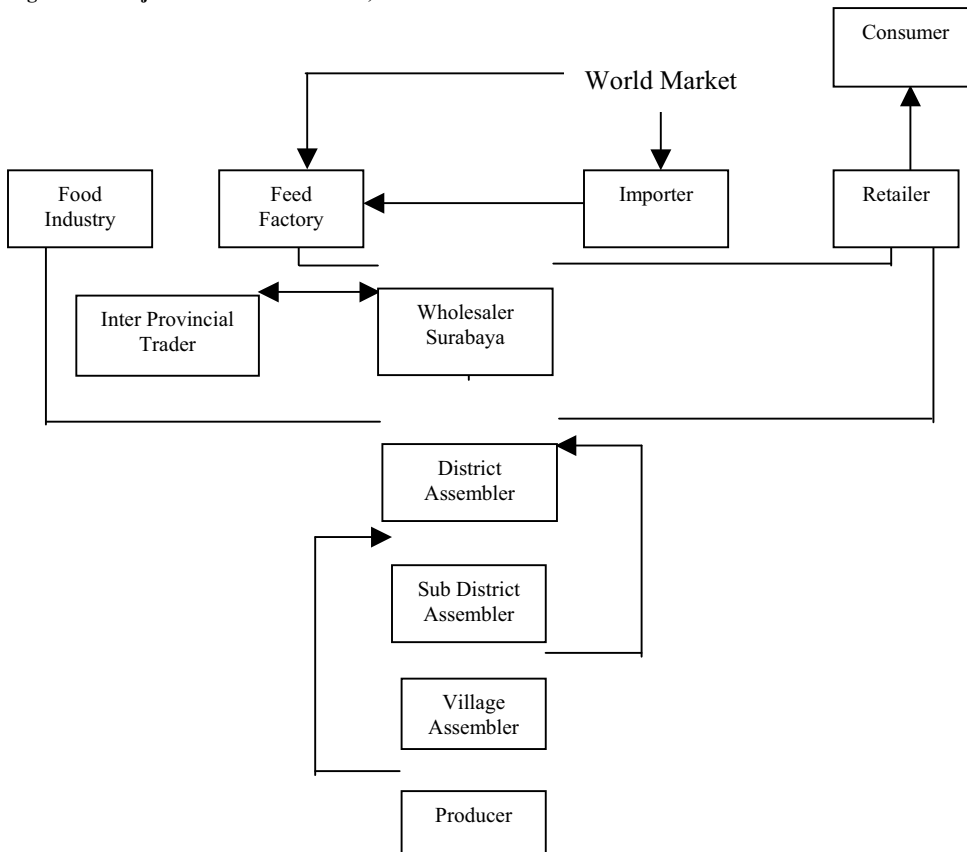 Consumer
World Market
Food
Industry
Feed
Factory
Importer
Retailer
Inter Provincial
Trader
Wholesaler
Surabaya
District
Assembler
Sub District
Assembler
Village
Assembler
Producer